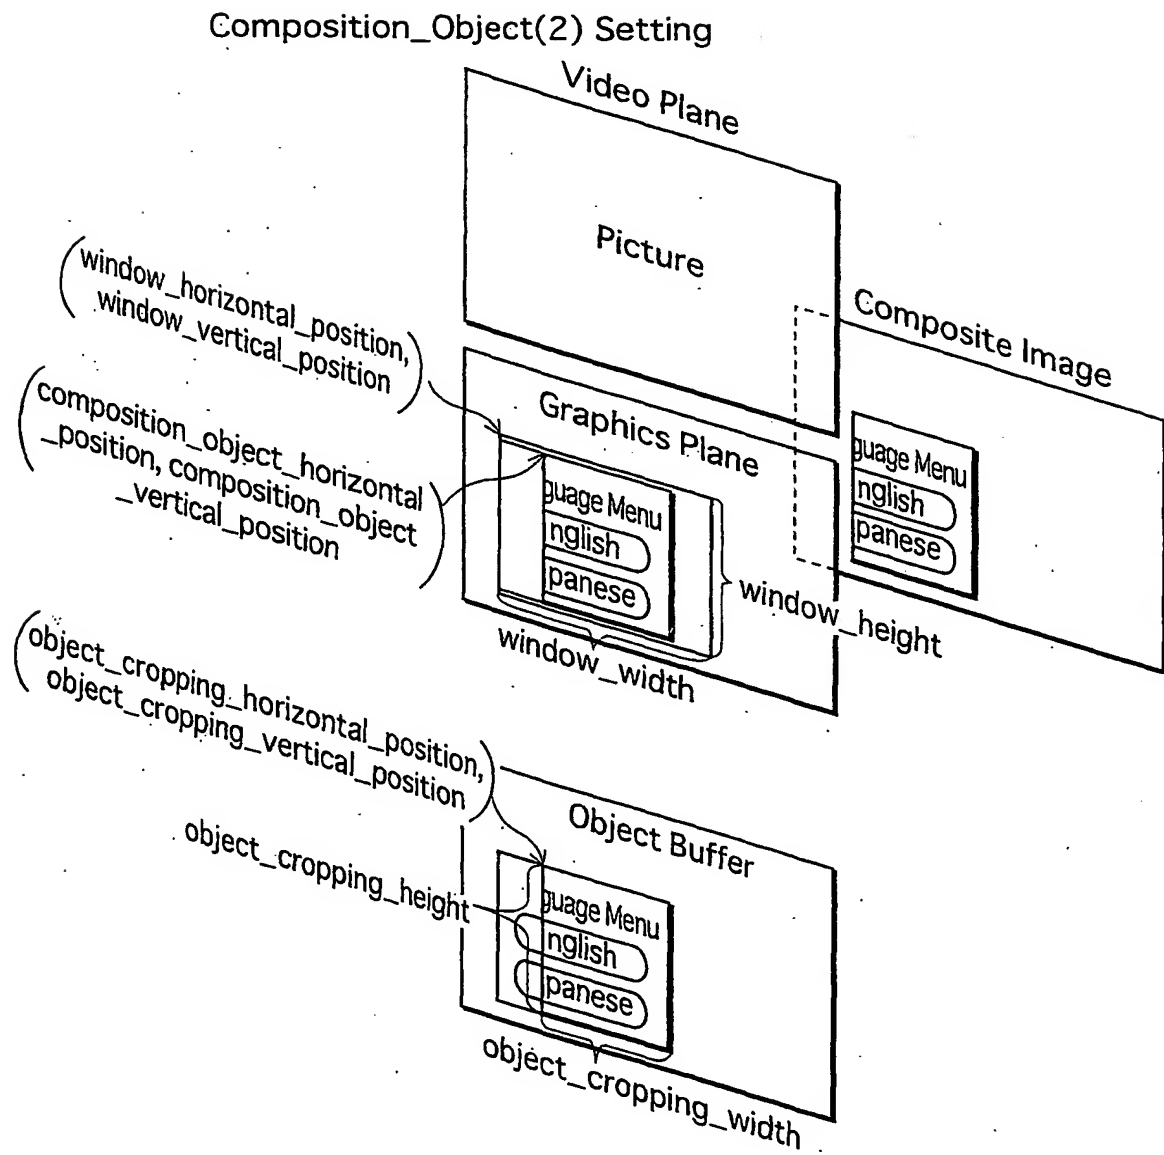 Composition_Object(2) Setting
Video Plane
Picture
(window_horizontal_position,
window_vertical_position)
Composite Image
guage Menu
nglish
panese
(composition_object_horizontal
_position, composition_object
_vertical_position)
Graphics Plane
guage Menu
nglish
panese
window_height
window_width
(object_cropping_horizontal_position,
object_cropping_vertical_position)
Object Buffer
object_cropping_height
guage Menu
nglish
panese
object_cropping_width